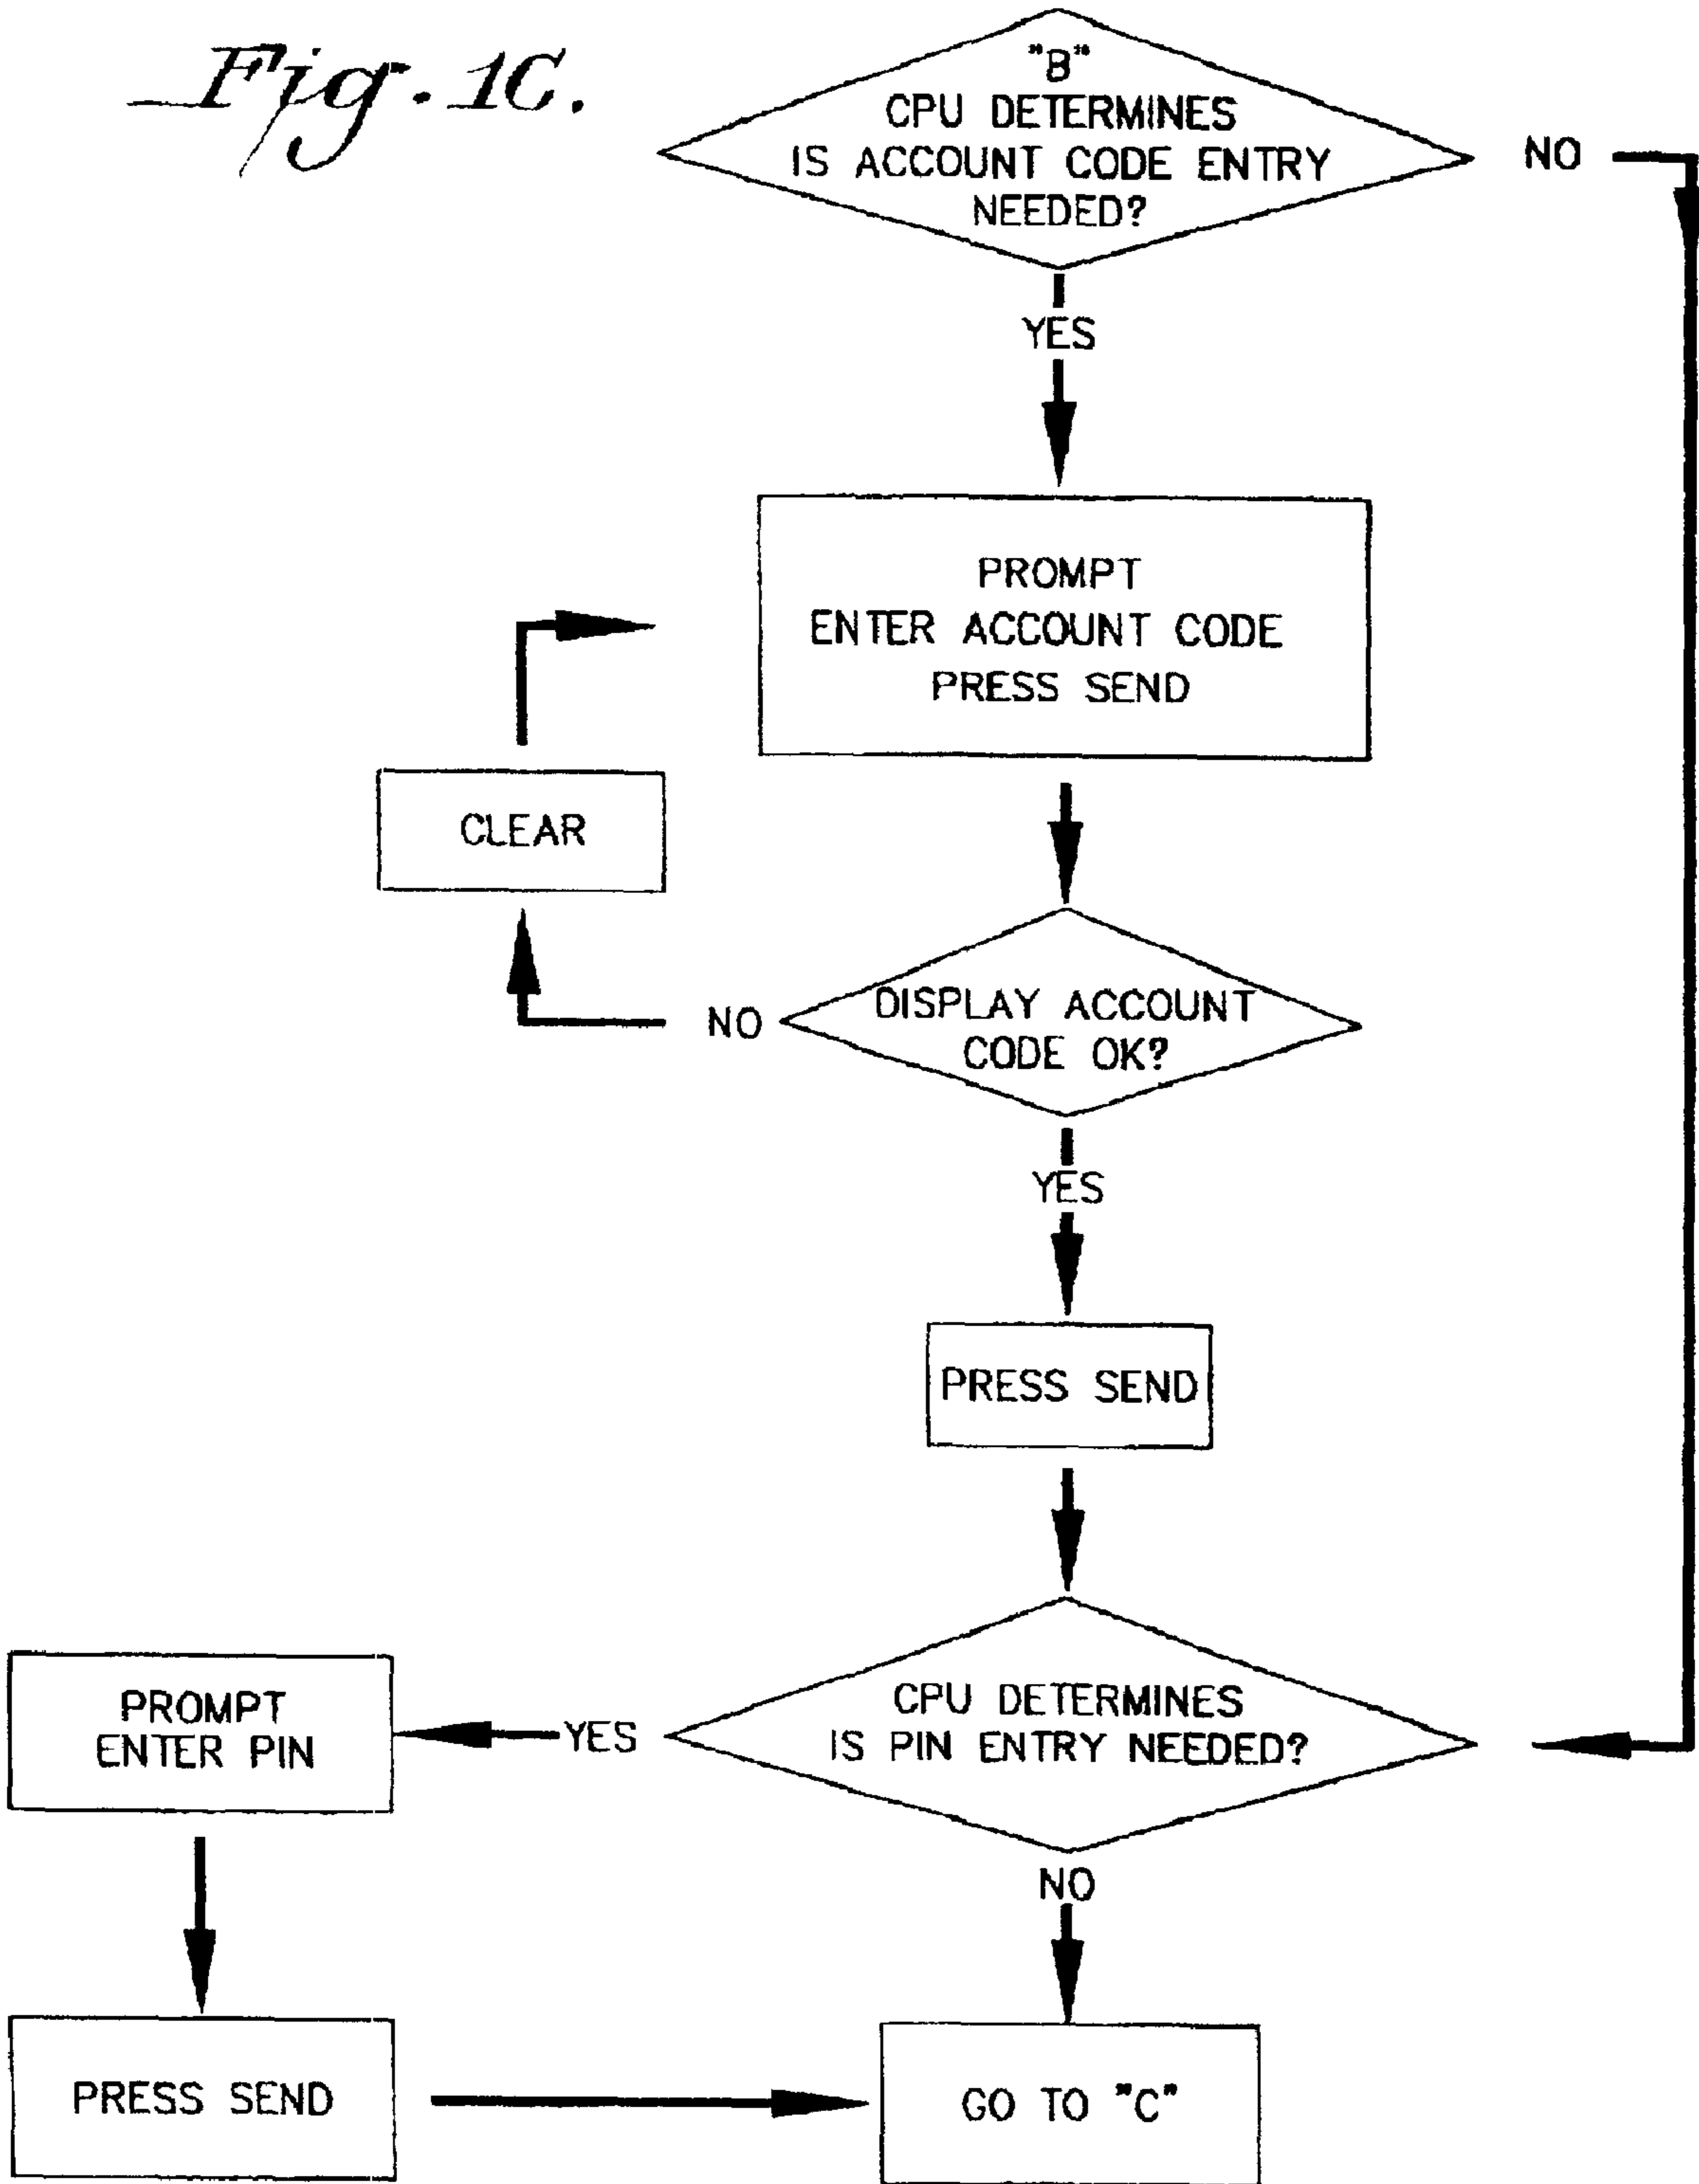 Fig. 1C.
"B"
CPU DETERMINES
IS ACCOUNT CODE ENTRY
NEEDED?
NO
YES
PROMPT
ENTER ACCOUNT CODE
PRESS SEND
CLEAR
NO
DISPLAY ACCOUNT
CODE OK?
YES
PRESS SEND
CPU DETERMINES
IS PIN ENTRY NEEDED?
YES
PROMPT
ENTER PIN
NO
PRESS SEND
GO TO "C"